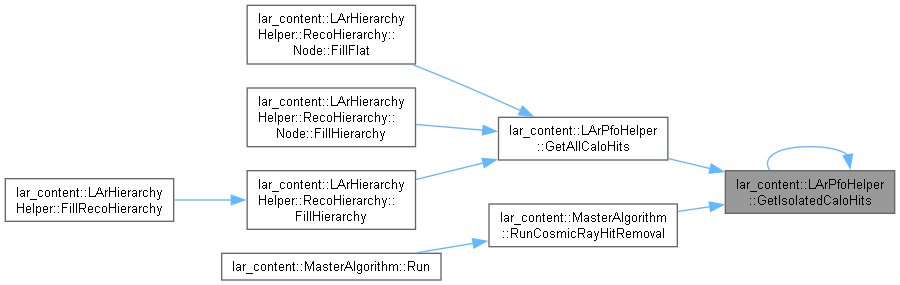 lar_content::LArHierarchy
Helper::RecoHierarchy::
Node::FillFlat
lar_content::LArHierarchy
Helper::RecoHierarchy::
Node::FillHierarchy
lar_content::LArPfoHelper
::GetAllCaloHits
lar_content::LArHierarchy
Helper::FillRecoHierarchy
lar_content::LArHierarchy
Helper::RecoHierarchy::
FillHierarchy
lar_content::LArPfoHelper
::GetIsolatedCaloHits
lar_content::MasterAlgorithm
::RunCosmicRayHitRemoval
lar_content::MasterAlgorithm::Run